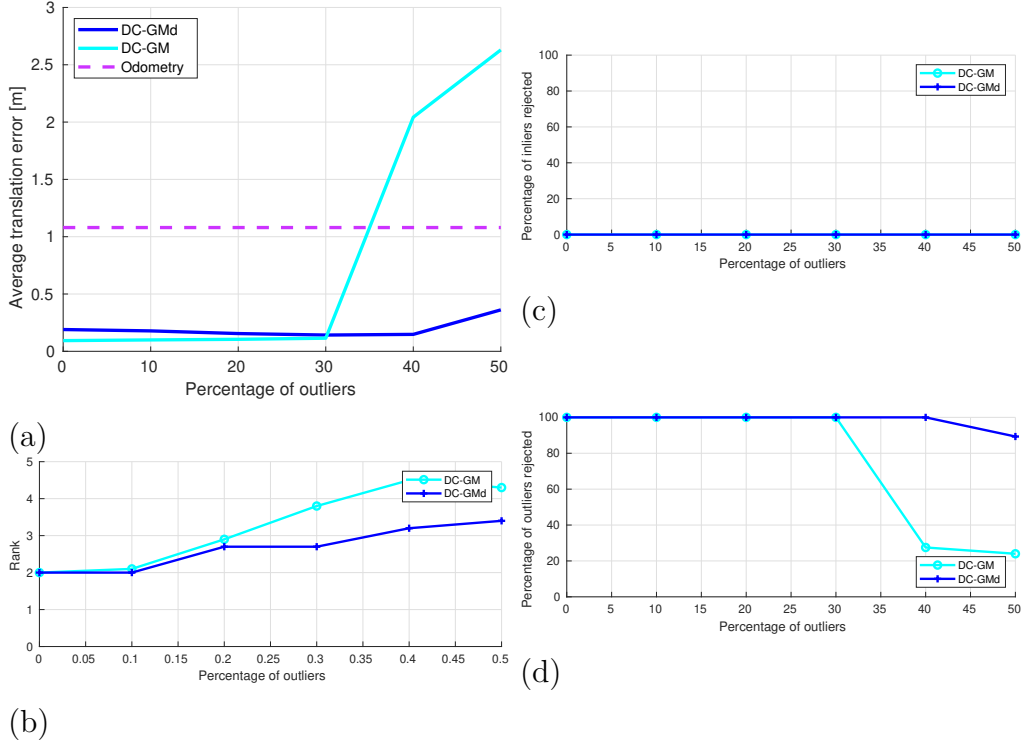 3
2.5
2
1.5
1
0.5
0
Average translation error [m]
DC-GMd
DC-GM
Odometry
0 10 20 30 40 50
Percentage of outliers
(a)
5
4
3
2
1
0
Rank
DC-GM
DC-GMd
0 0.05 0.1 0.15 0.2 0.25 0.3 0.35 0.4 0.45 0.5
Percentage of outliers
(b)
100
80
60
40
20
0
Percentage of inliers rejected
DC-GM
DC-GMd
0 5 10 15 20 25 30 35 40 45 50
Percentage of outliers
(c)
100
80
60
40
20
0
Percentage of outliers rejected
DC-GM
DC-GMd
0 5 10 15 20 25 30 35 40 45 50
Percentage of outliers
(d)